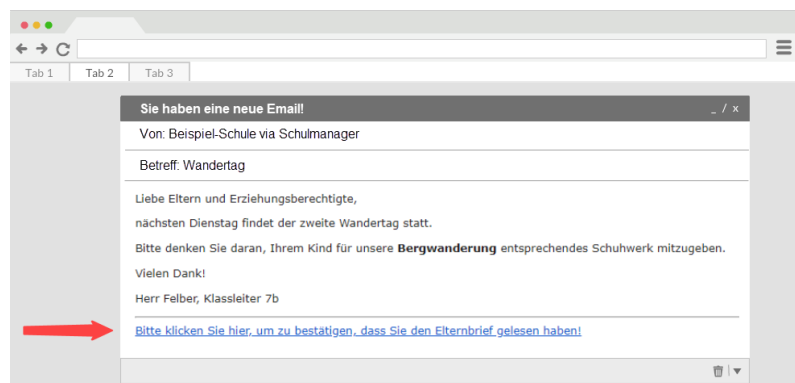 Tab 1 Tab 2 Tab 3
Sie haben eine neue Email! _ / x
Von: Beispiel-Schule via Schulmanager
Betreff: Wandertag
Liebe Eltern und Erziehungsberechtigte,
nächsten Dienstag findet der zweite Wandertag statt.
Bitte denken Sie daran, Ihrem Kind für unsere Bergwanderung entsprechendes Schuhwerk mitzugeben.
Vielen Dank!
Herr Felber, Klassleiter 7b
Bitte klicken Sie hier, um zu bestätigen, dass Sie den Elternbrief gelesen haben!